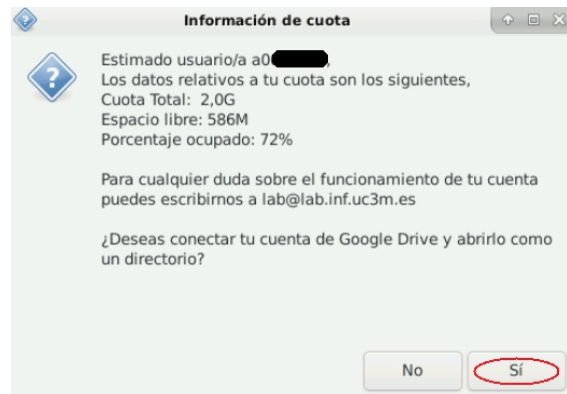 Información de cuota
Estimado usuario/a a0,
Los datos relativos a tu cuota son los siguientes,
Cuota Total: 2,0G
Espacio libre: 586M
Porcentaje ocupado: 72%
Para cualquier duda sobre el funcionamiento de tu cuenta
puedes escribirnos a lab@lab.inf.uc3m.es
¿Deseas conectar tu cuenta de Google Drive y abrirlo como
un directorio?
No
Sí